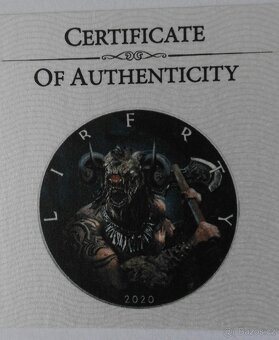 CERTIFICATE
OF AUTHENTICITY
LIBERTY
2020